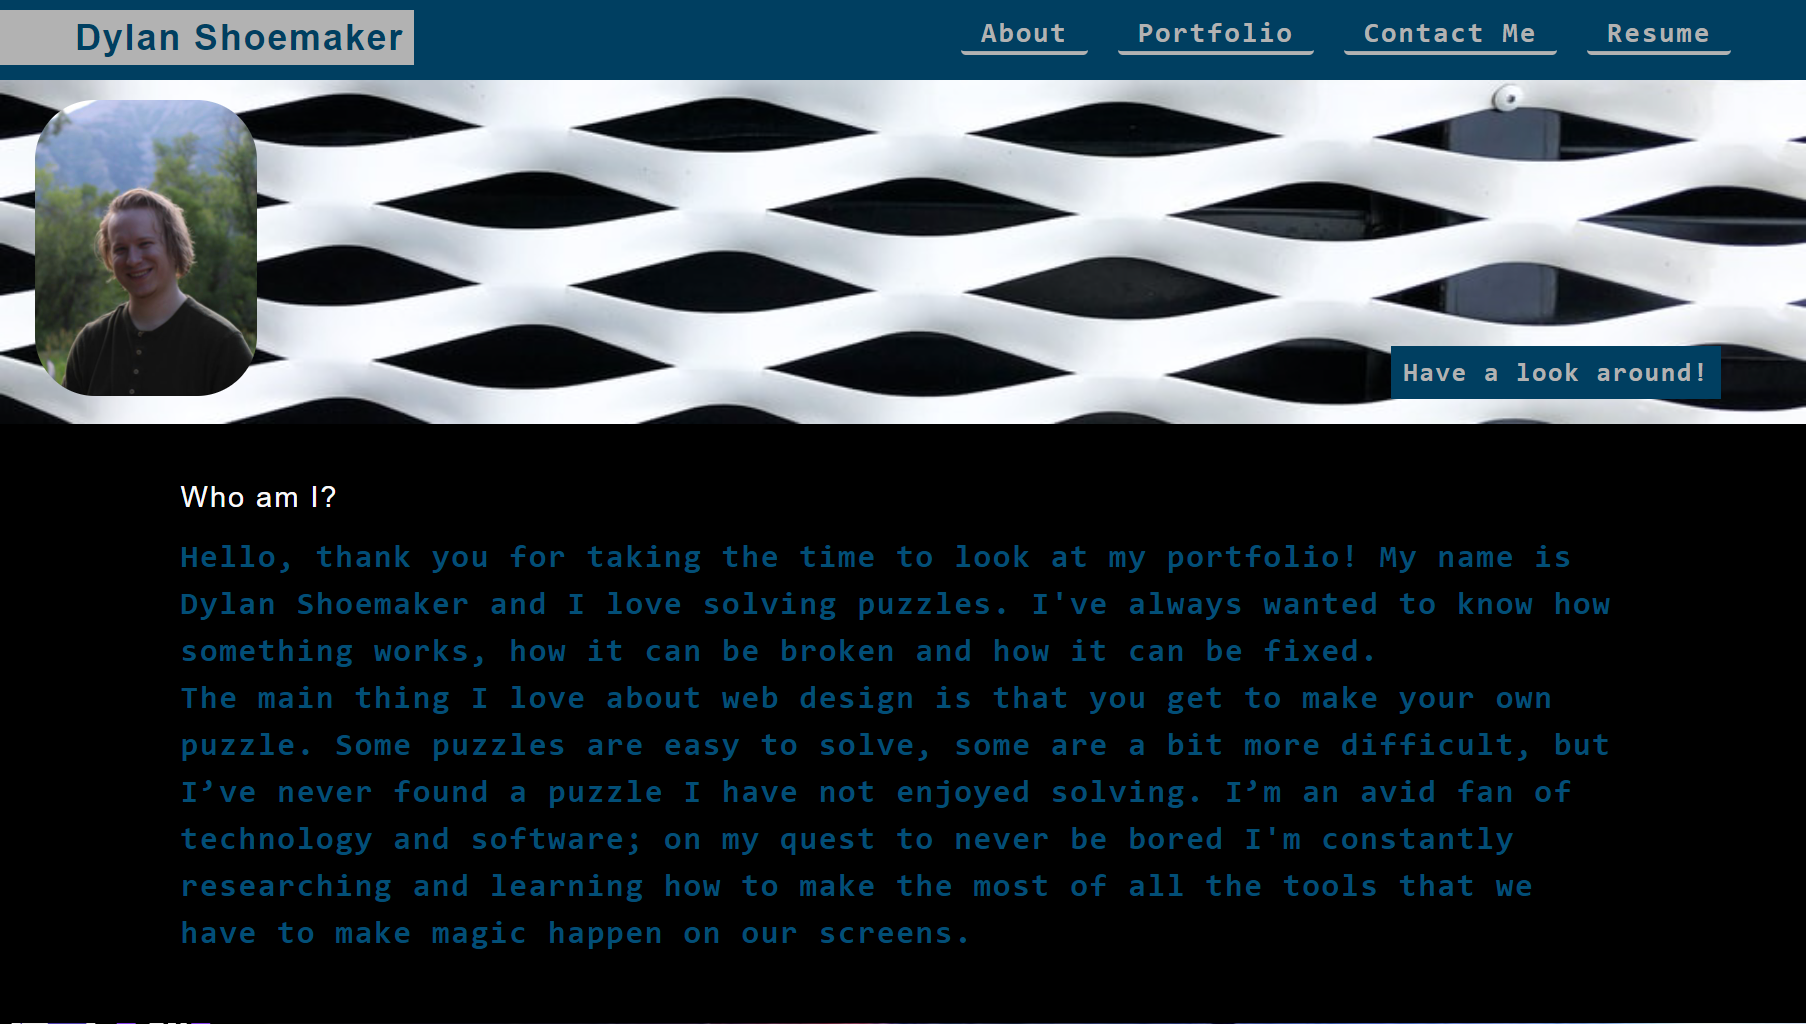 Dylan Shoemaker
About
Portfolio
Contact Me
Resume
Have a look around!
Who am I?
Hello, thank you for taking the time to look at my portfolio! My name is
Dylan Shoemaker and I love solving puzzles. I've always wanted to know how
something works, how it can be broken and how it can be fixed.
The main thing I love about web design is that you get to make your own
puzzle. Some puzzles are easy to solve, some are a bit more difficult, but
I’ve never found a puzzle I have not enjoyed solving. I’m an avid fan of
technology and software; on my quest to never be bored I'm constantly
researching and learning how to make the most of all the tools that we
have to make magic happen on our screens.